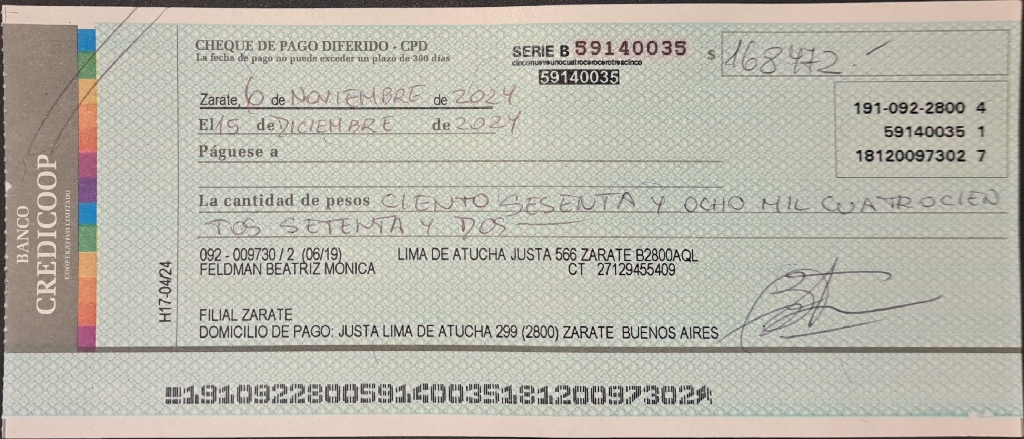 BANCO
CREDICOOP
COOPERATIVO LIMITADO
CHEQUE DE PAGO DIFERIDO - CPD
La fecha de pago no puede exceder un plazo de 360 días
SERIE B 59140035
cinconueveunocuatrocerocerotrescinco
59140035
$ 168472.-
Zarate, 6 de NOVIEMBRE de 2024
El 15 de DICIEMBRE de 2024
Páguese a
191-092-2800 4
59140035 1
18120097302 7
La cantidad de pesos CIENTO SESENTA Y OCHO MIL CUATROCIEN
TOS SETENTA Y DOS
092 - 009730 / 2 (06/19) LIMA DE ATUCHA JUSTA 566 ZARATE B2800AQL
FELDMAN BEATRIZ MONICA CT 27129455409
H17-04/24
FILIAL ZARATE
DOMICILIO DE PAGO: JUSTA LIMA DE ATUCHA 299 (2800) ZARATE BUENOS AIRES
19109228005914003518120097302